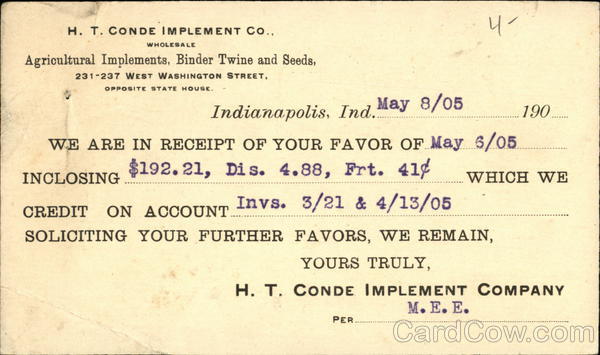 4-
H. T. CONDE IMPLEMENT CO.,
WHOLESALE
Agricultural Implements, Binder Twine and Seeds,
231-237 WEST WASHINGTON STREET,
OPPOSITE STATE HOUSE.
Indianapolis, Ind. May 8/05 190
WE ARE IN RECEIPT OF YOUR FAVOR OF May 6/05
INCLOSING $192.21, Dis. 4.88, Frt. 41¢ WHICH WE
CREDIT ON ACCOUNT Invs. 3/21 & 4/13/05
SOLICITING YOUR FURTHER FAVORS, WE REMAIN,
YOURS TRULY,
H. T. CONDE IMPLEMENT COMPANY
PER M.E.E.
CardCow.com